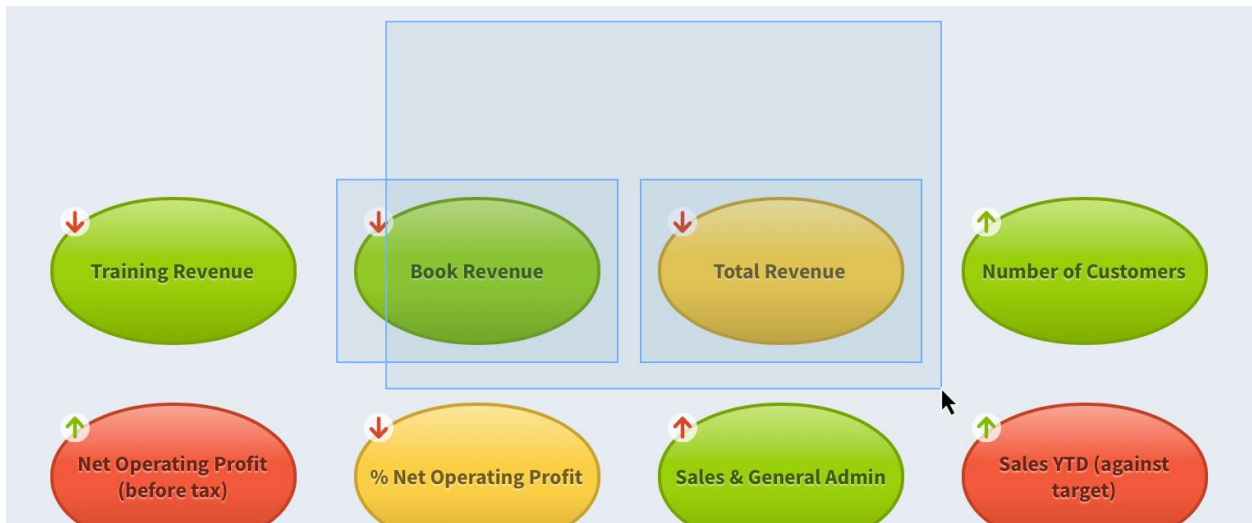 Training Revenue
Book Revenue
Total Revenue
Number of Customers
Net Operating Profit
(before tax)
% Net Operating Profit
Sales & General Admin
Sales YTD (against
target)